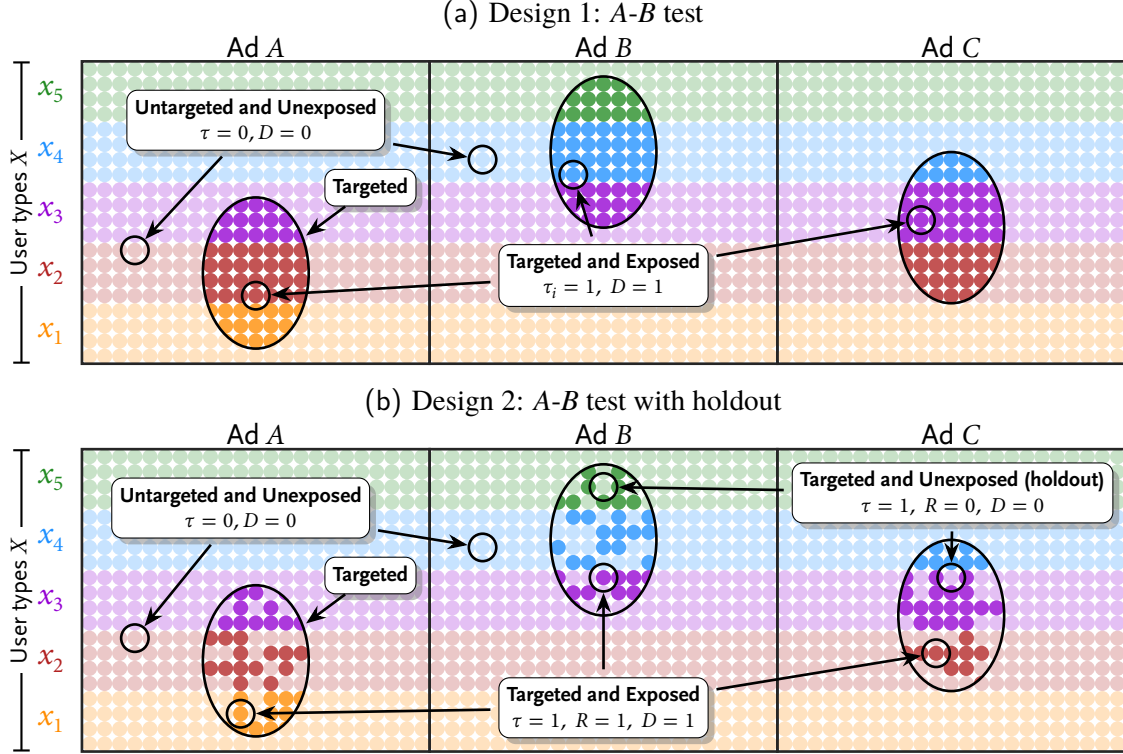 (a) Design 1: A-B test
Ad A
Ad B
Ad C
User types X
x₅
x₄
x₃
x₂
x₁
Untargeted and Unexposed
τ = 0, D = 0
Targeted
Targeted and Exposed
τᵢ = 1, D = 1
(b) Design 2: A-B test with holdout
Ad A
Ad B
Ad C
User types X
x₅
x₄
x₃
x₂
x₁
Untargeted and Unexposed
τ = 0, D = 0
Targeted
Targeted and Unexposed (holdout)
τ = 1, R = 0, D = 0
Targeted and Exposed
τ = 1, R = 1, D = 1